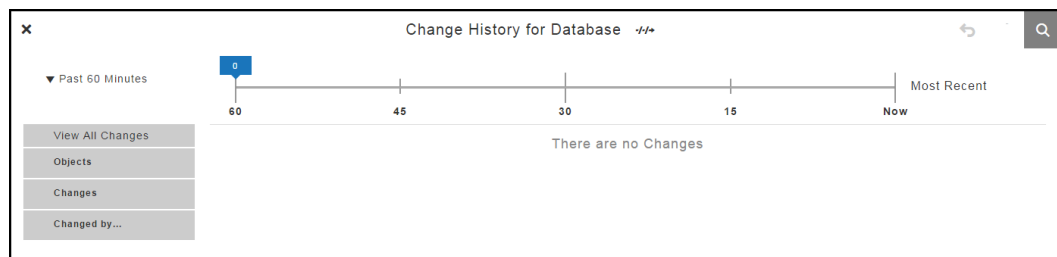 Change History for Database
Past 60 Minutes
0
Most Recent
60 45 30 15 Now
View All Changes
There are no Changes
Objects
Changes
Changed by...